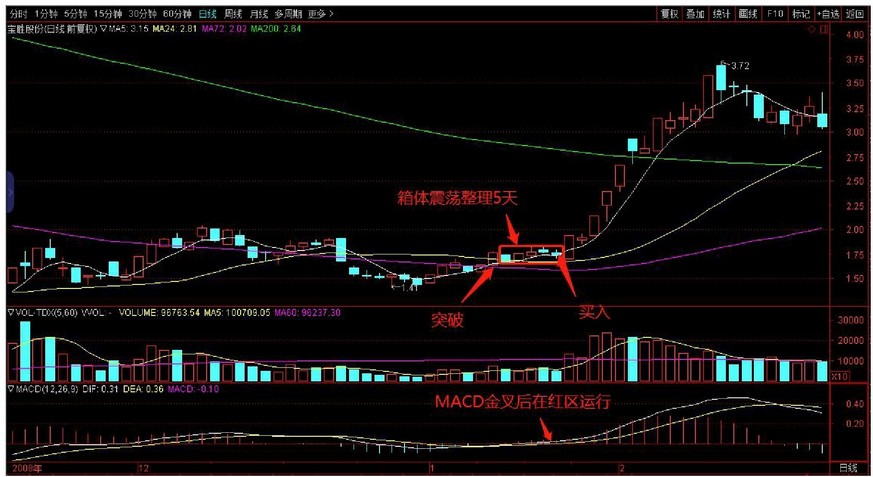 分时 1分钟 5分钟 15分钟 30分钟 60分钟 日线 周线 月线 多周期 更多 >
复权 叠加 统计 画线 F10 标记 +自选 返回
宝胜股份(日线 前复权) ▽MA5: 3.15 MA24: 2.81 MA72: 2.02 MA200: 2.64
4.00
3.75
3.72
3.50
3.25
3.00
2.75
2.50
箱体震荡整理5天
2.25
2.00
1.75
1.50
←1.41
突破
买入
▽VOL-TDX(5,60) VVOL: - VOLUME: 96763.54 MA5: 100709.05 MA60: 96237.30
30000
20000
10000
X10
▽MACD(12,26,9) DIF: 0.31 DEA: 0.36 MACD: -0.10
MACD金叉后在红区运行
0.40
0.20
2008年
12
1
2
日线